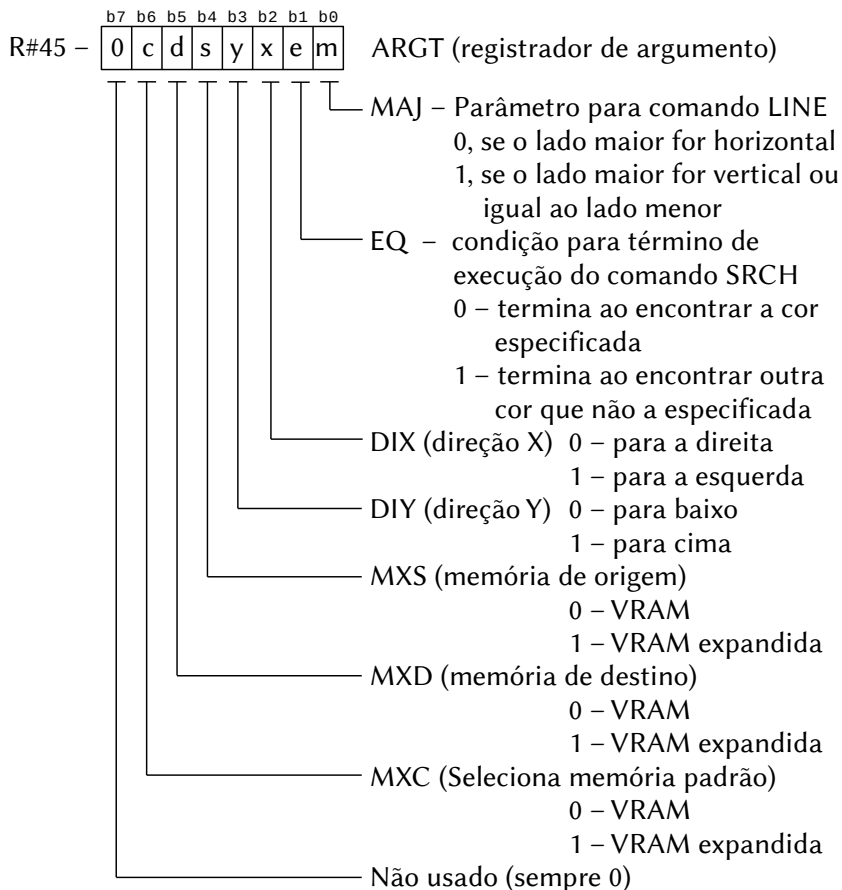 b7 b6 b5 b4 b3 b2 b1 b0
R#45 – 0 c d s y x e m ARGT (registrador de argumento)
MAJ – Parâmetro para comando LINE
0, se o lado maior for horizontal
1, se o lado maior for vertical ou
igual ao lado menor
EQ – condição para término de
execução do comando SRCH
0 – termina ao encontrar a cor
especificada
1 – termina ao encontrar outra
cor que não a especificada
DIX (direção X) 0 – para a direita
1 – para a esquerda
DIY (direção Y) 0 – para baixo
1 – para cima
MXS (memória de origem)
0 – VRAM
1 – VRAM expandida
MXD (memória de destino)
0 – VRAM
1 – VRAM expandida
MXC (Seleciona memória padrão)
0 – VRAM
1 – VRAM expandida
Não usado (sempre 0)